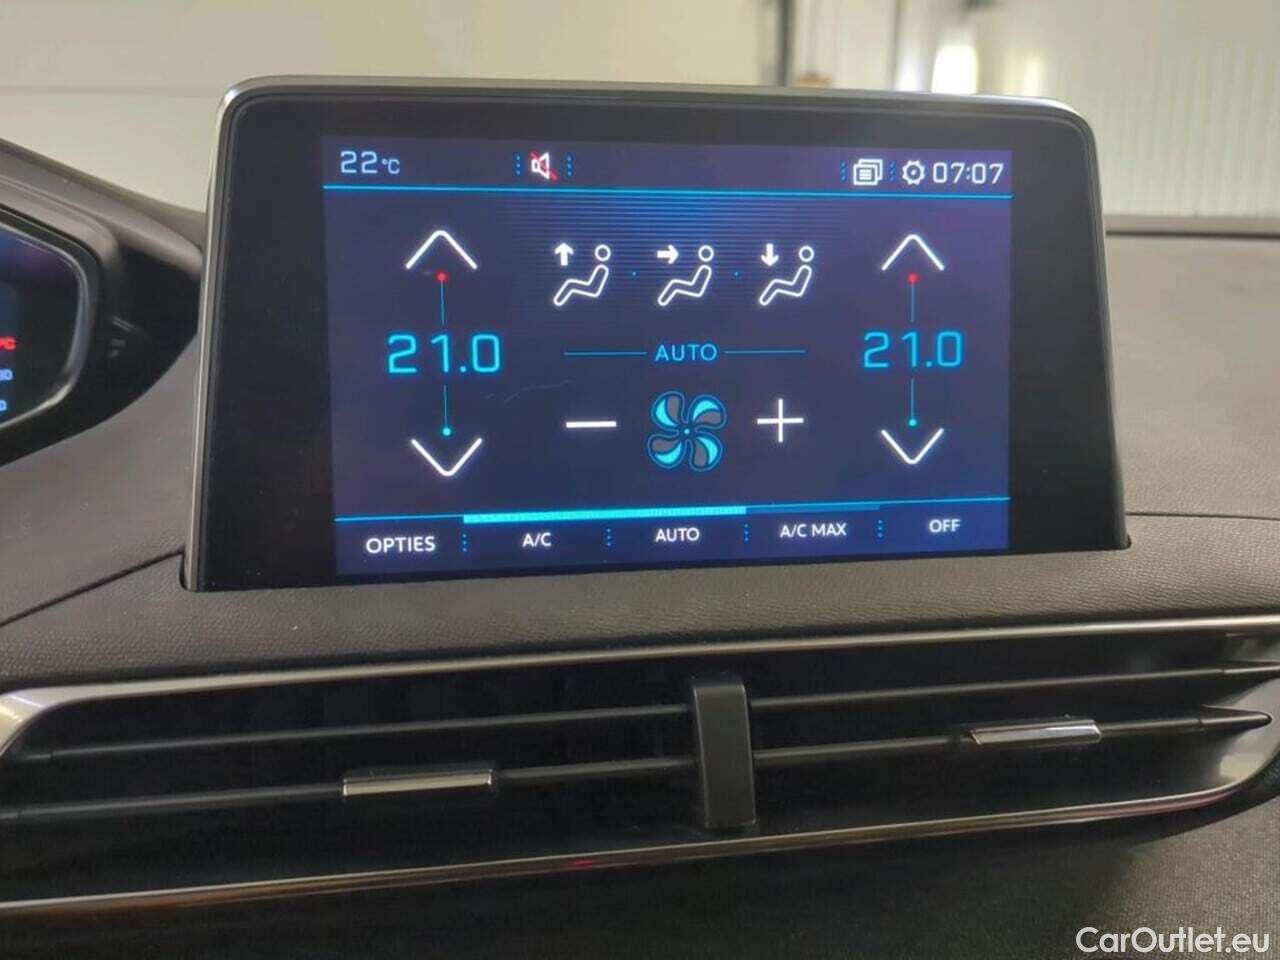 22°C 07:07
21.0 21.0
AUTO
OPTIES A/C AUTO A/C MAX OFF
°C
CarOutlet.eu